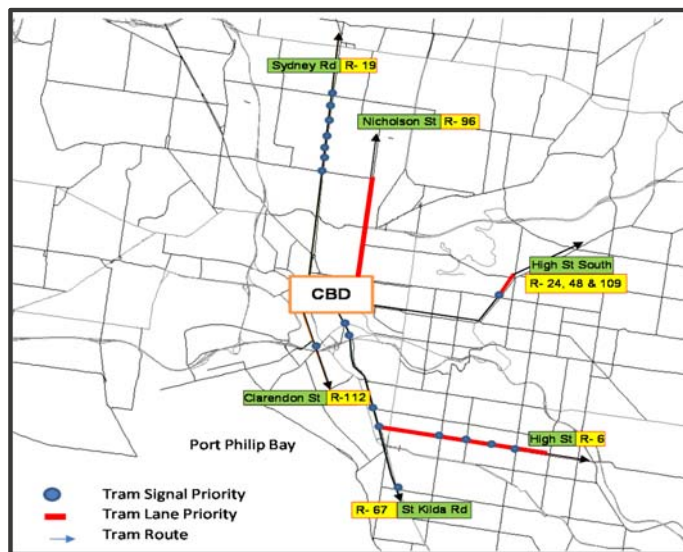 Sydney Rd R- 19
Nicholson St R- 96
High St South
R- 24, 48 & 109
CBD
Clarendon St R-112
High St R- 6
Port Philip Bay
R- 67 St Kilda Rd
Tram Signal Priority
Tram Lane Priority
Tram Route